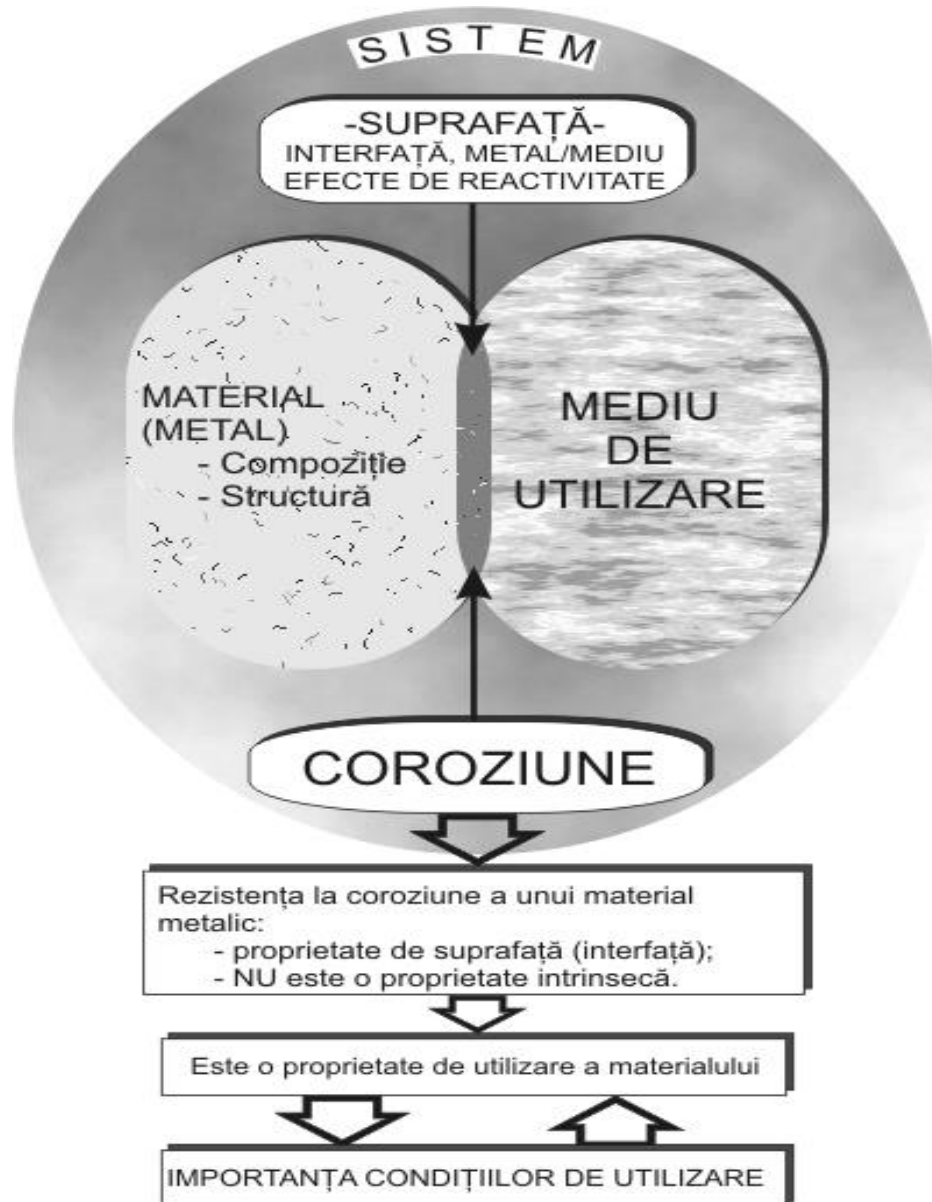 SISTEM
-SUPRAFAȚĂ-
INTERFAȚĂ, METAL/MEDIU
EFECTE DE REACTIVITATE
MATERIAL
(METAL)
- Compoziție
- Structură
MEDIU
DE
UTILIZARE
COROZIUNE
Rezistența la coroziune a unui material
metalic:
- proprietate de suprafață (interfață);
- NU este o proprietate intrinsecă.
Este o proprietate de utilizare a materialului
IMPORTANȚA CONDIȚIILOR DE UTILIZARE